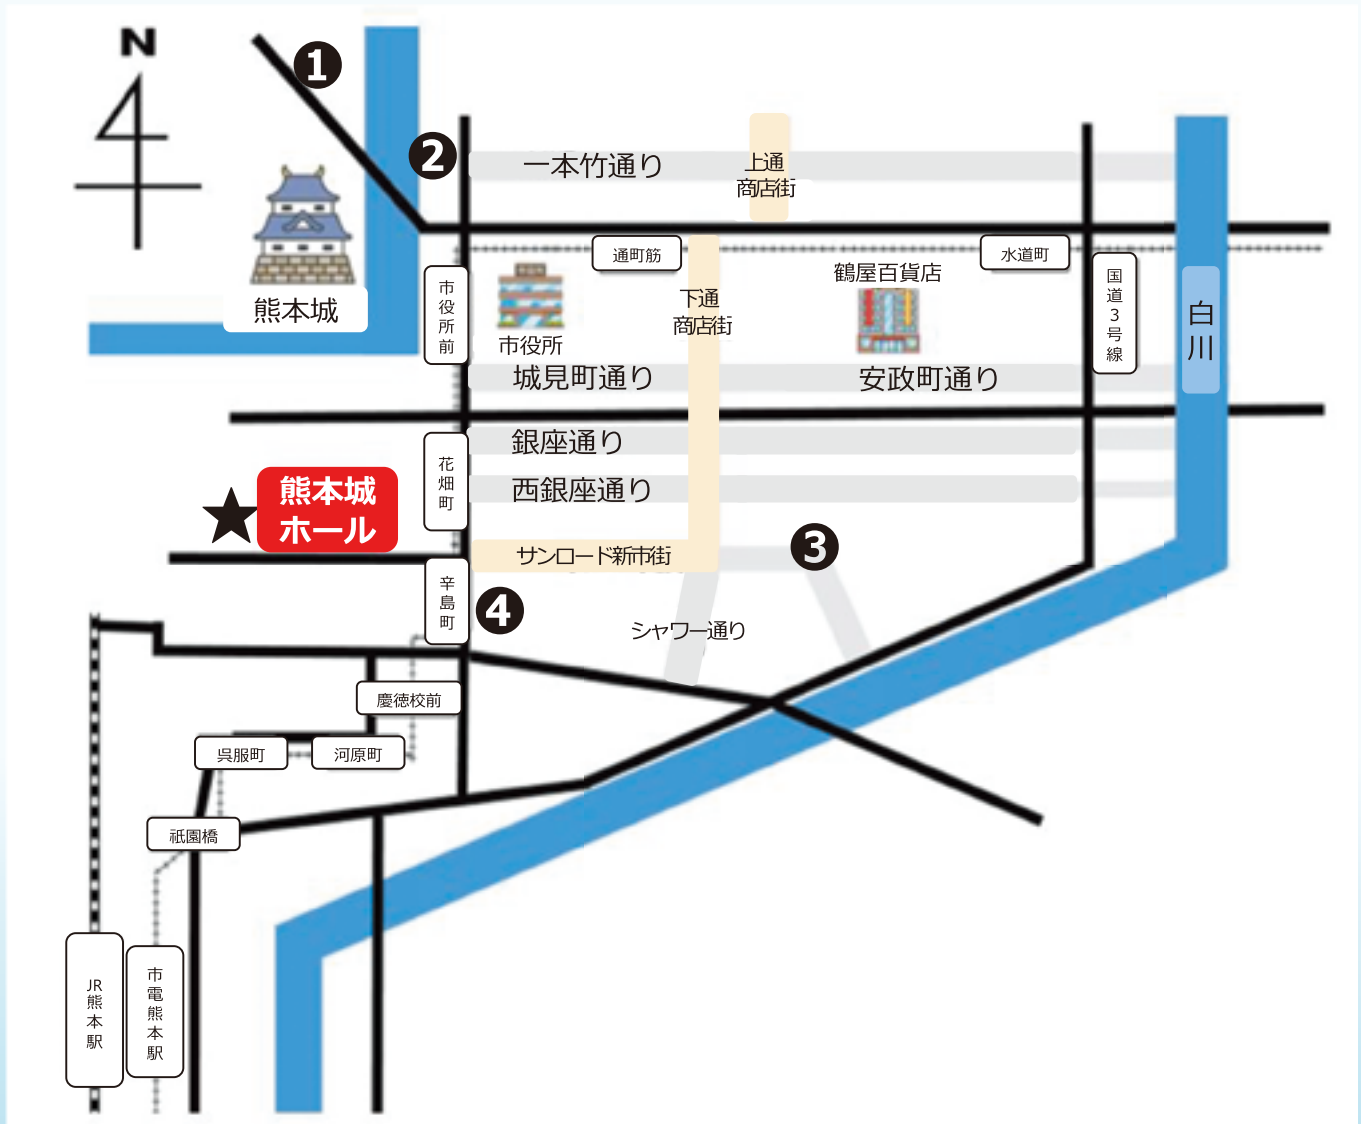 N
1
2
一本竹通り
上通
商店街
通町筋
水道町
熊本城
市役所前
市役所
下通
商店街
鶴屋百貨店
国道3号線
白川
城見町通り
安政町通り
花畑町
銀座通り
西銀座通り
熊本城
ホール
サンロード新市街
3
辛島町
4
シャワー通り
慶徳校前
呉服町
河原町
祇園橋
JR熊本駅
市電熊本駅